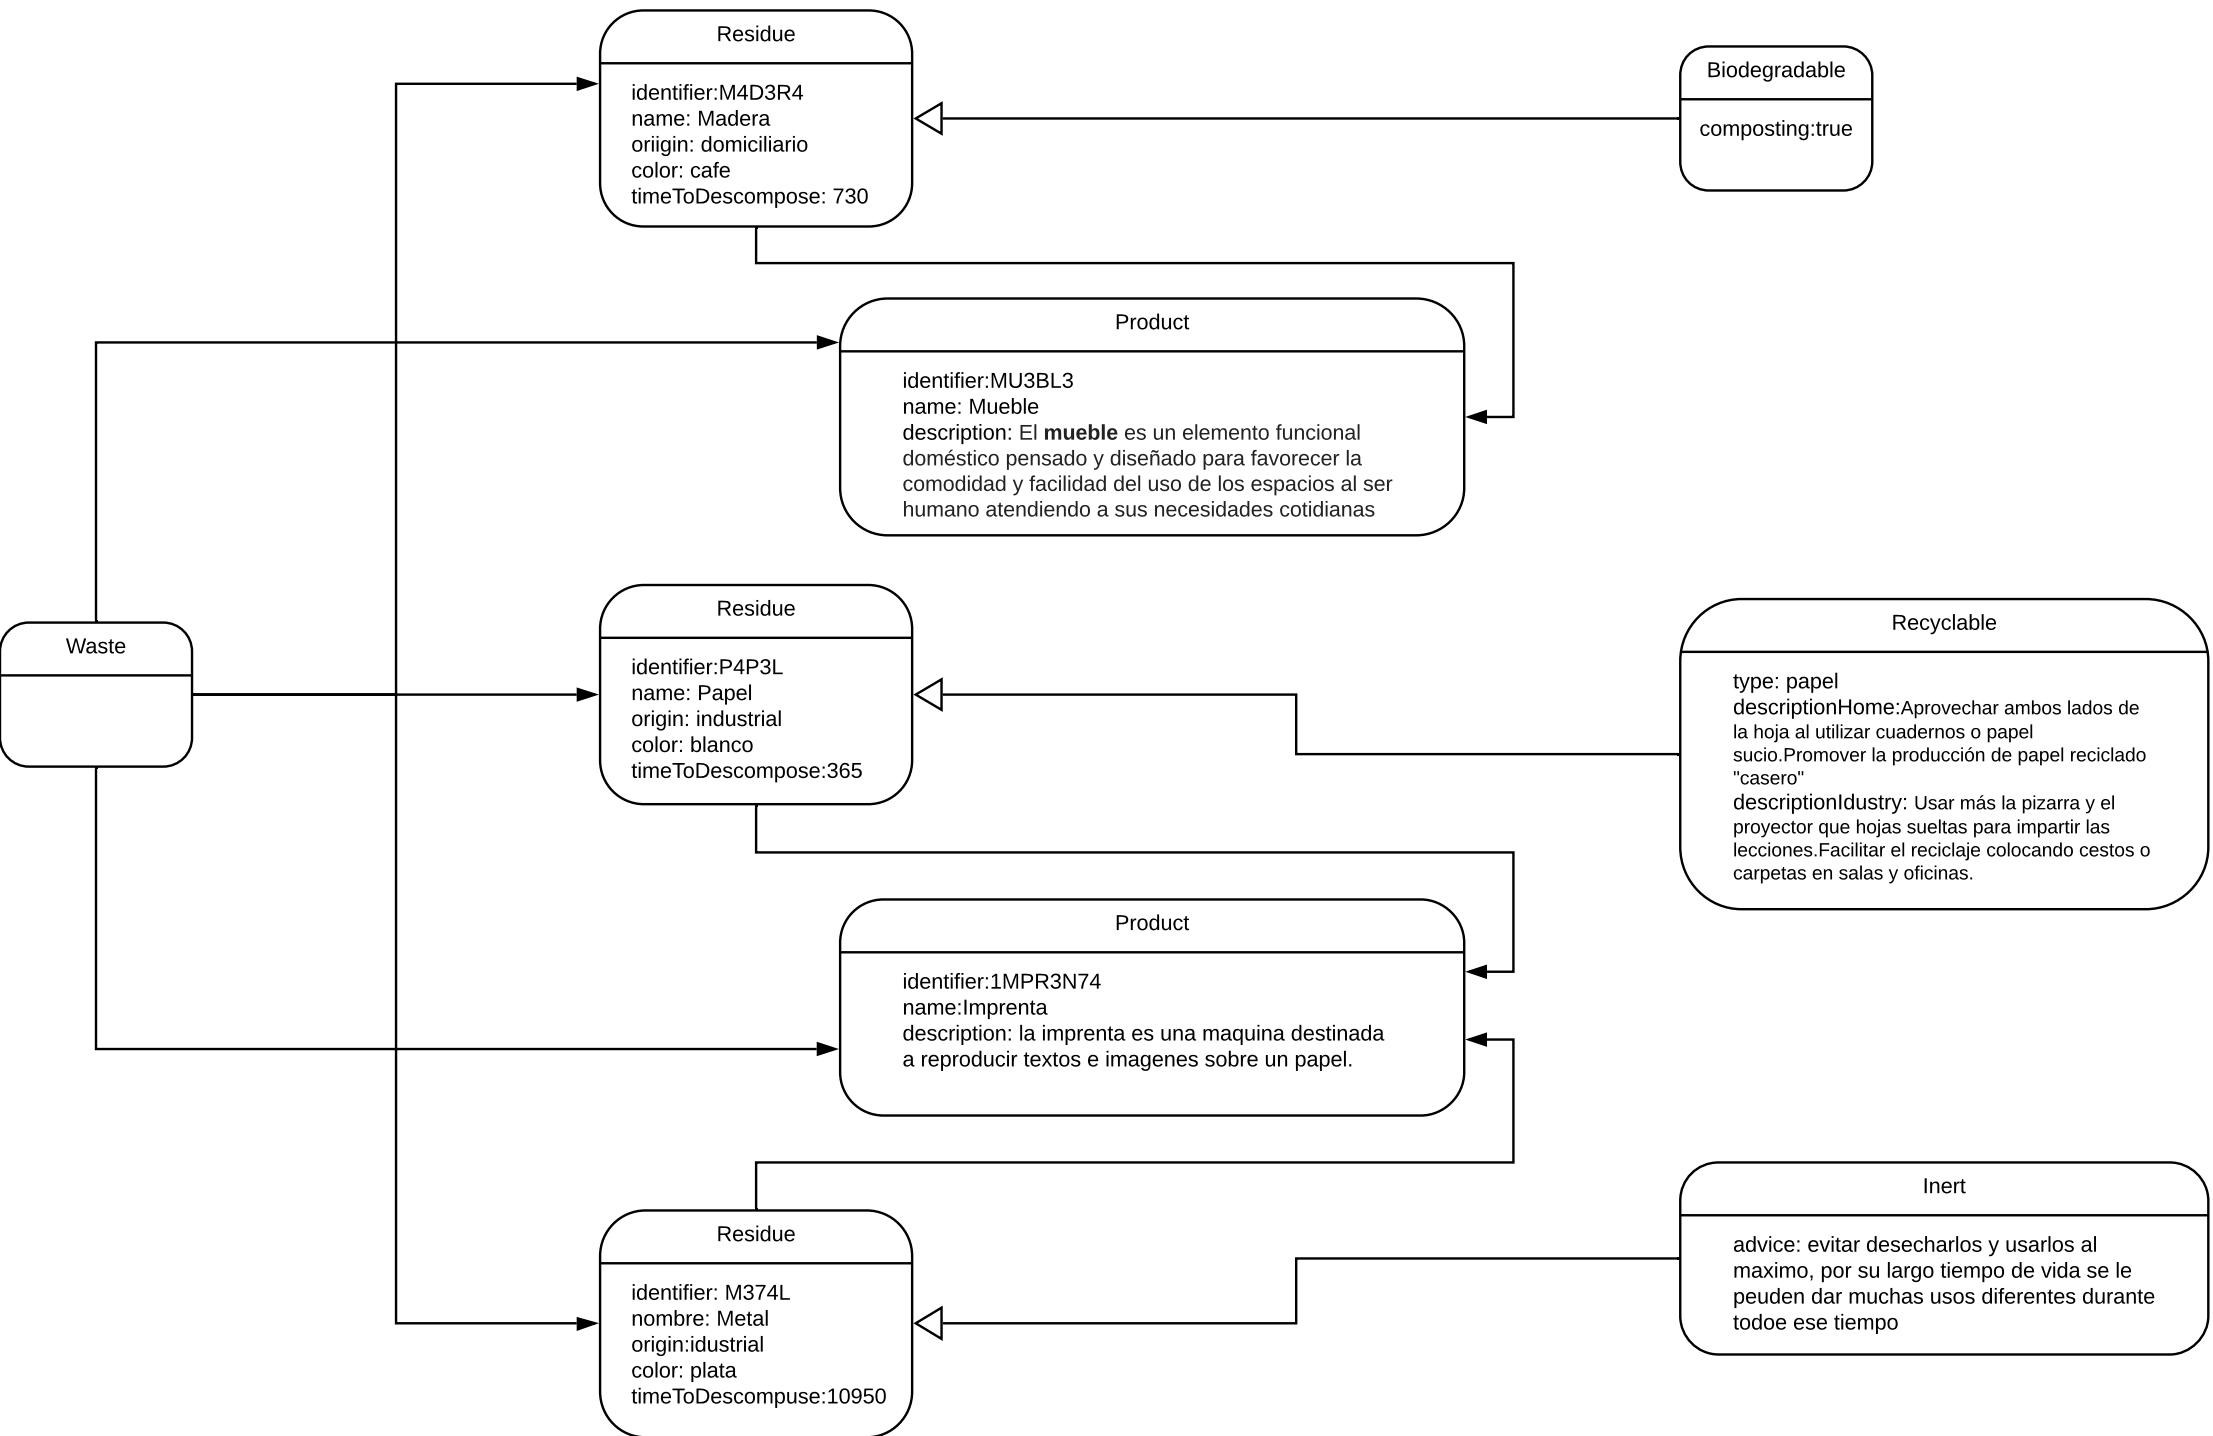 Residue
identifier:M4D3R4
name: Madera
oriigin: domiciliario
color: cafe
timeToDescompose: 730
Biodegradable
composting:true
Product
identifier:MU3BL3
name: Mueble
description: El mueble es un elemento funcional
doméstico pensado y diseñado para favorecer la
comodidad y facilidad del uso de los espacios al ser
humano atendiendo a sus necesidades cotidianas
Waste
Residue
identifier:P4P3L
name: Papel
origin: industrial
color: blanco
timeToDescompose:365
Recyclable
type: papel
descriptionHome:Aprovechar ambos lados de
la hoja al utilizar cuadernos o papel
sucio.Promover la producción de papel reciclado
"casero"
descriptionIdustry: Usar más la pizarra y el
proyector que hojas sueltas para impartir las
lecciones.Facilitar el reciclaje colocando cestos o
carpetas en salas y oficinas.
Product
identifier:1MPR3N74
name:Imprenta
description: la imprenta es una maquina destinada
a reproducir textos e imagenes sobre un papel.
Residue
identifier: M374L
nombre: Metal
origin:idustrial
color: plata
timeToDescompuse:10950
Inert
advice: evitar desecharlos y usarlos al
maximo, por su largo tiempo de vida se le
peuden dar muchas usos diferentes durante
todoe ese tiempo